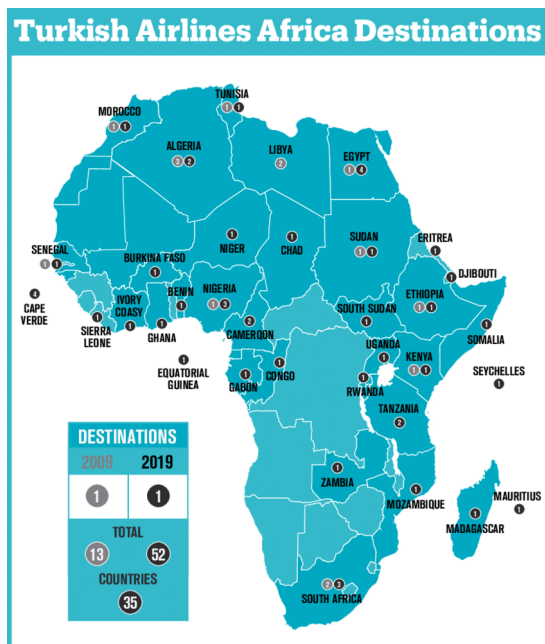 Turkish Airlines Africa Destinations
TUNISIA
1 1
MOROCCO
1 1
ALGERIA
3 2
LIBYA
2
EGYPT
1 4
NIGER
1
CHAD
1
SUDAN
1 1
ERITREA
1
SENEGAL
1 1
BURKINA FASO
1
DJIBOUTI
1
CAPE
VERDE
4
SIERRA
LEONE
1
IVORY
COASY
1
GHANA
1
BENIN
1
NIGERIA
1 3
CAMEROON
2
SOUTH SUDAN
1
ETHIOPIA
1 1
SOMALIA
1
EQUATORIAL
GUINEA
1
GABON
1
CONGO
1
UGANDA
1
KENYA
1 1
RWANDA
1
SEYCHELLES
1
TANZANIA
2
DESTINATIONS
2009 2019
1 1
TOTAL
13 52
COUNTRIES
35
ZAMBIA
1
MOZAMBIQUE
1
MADAGASCAR
1
MAURITIUS
1
SOUTH AFRICA
2 3